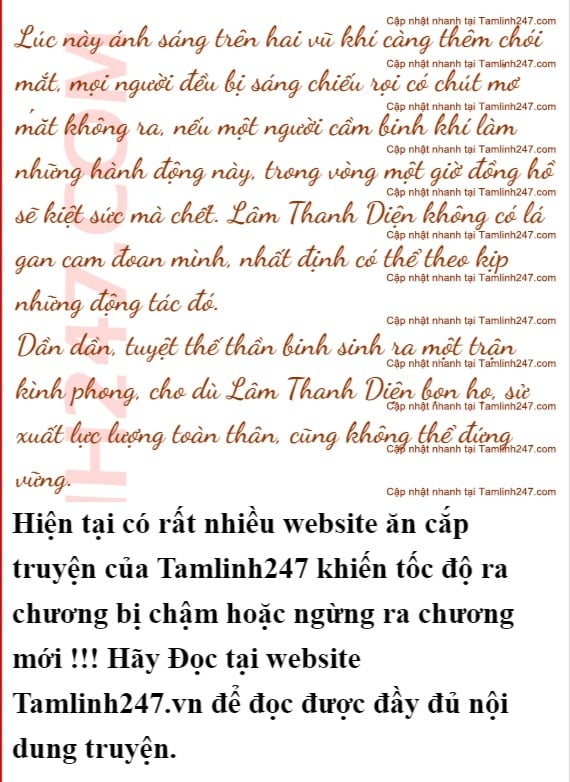 Cập nhật nhanh tại Tamlinh247.com
Lúc này ánh sáng trên hai vũ khí càng thêm chói
Cập nhật nhanh tại Tamlinh247.com
mắt, mọi người đều bị sáng chiếu rọi có chút mơ
Cập nhật nhanh tại Tamlinh247.com
mắt không ra, nếu một người cầm binh khí làm
Cập nhật nhanh tại Tamlinh247.com
những hành động này, trong vòng một giờ đồng hồ
Cập nhật nhanh tại Tamlinh247.com
sẽ kiệt sức mà chết. Lâm Thanh Diện không có lá
Cập nhật nhanh tại Tamlinh247.com
gan cam đoan mình, nhất định có thể theo kịp
Cập nhật nhanh tại Tamlinh247.com
những động tác đó.
Cập nhật nhanh tại Tamlinh247.com
Dần dần, tuyệt thế thần binh sinh ra một trận
Cập nhật nhanh tại Tamlinh247.com
kình phong, cho dù Lâm Thanh Diện bọn họ, sử
Cập nhật nhanh tại Tamlinh247.com
xuất lực lượng toàn thân, cũng không thể đứng
Cập nhật nhanh tại Tamlinh247.com
vững.
Cập nhật nhanh tại Tamlinh247.com
H247.COM
Hiện tại có rất nhiều website ăn cắp
truyện của Tamlinh247 khiến tốc độ ra
chương bị chậm hoặc ngừng ra chương
mới !!! Hãy Đọc tại website
Tamlinh247.vn để đọc được đầy đủ nội
dung truyện.